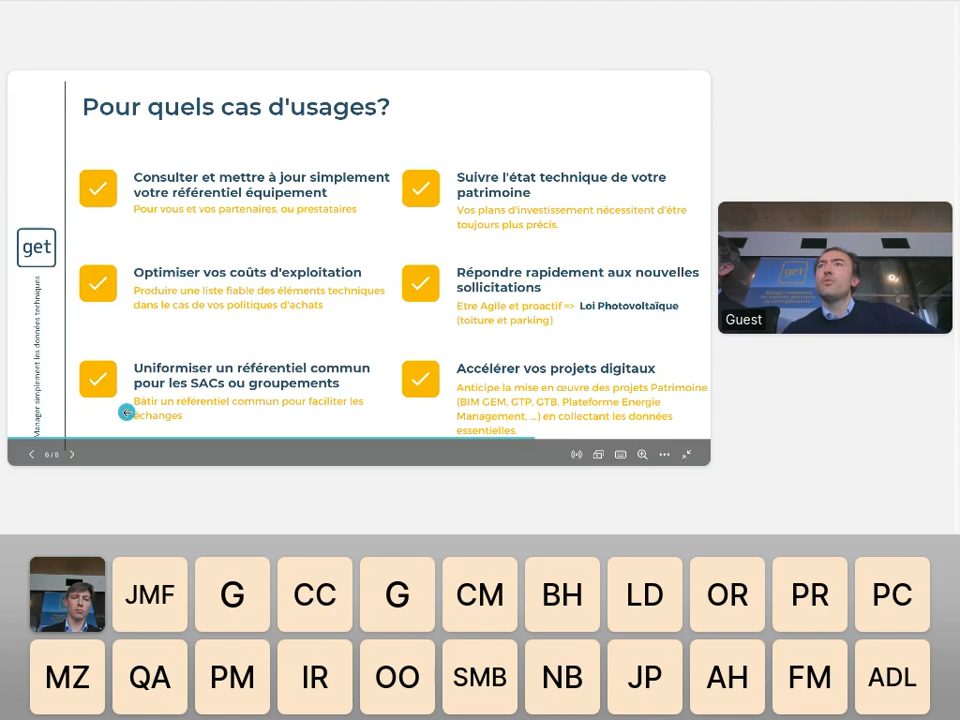 Pour quels cas d'usages?
Consulter et mettre à jour simplement
votre référentiel équipement
Pour vous et vos partenaires, ou prestataires
Suivre l'état technique de votre
patrimoine
Vos plans d'investissement nécessitent d'être
toujours plus précis.
get
Manager simplement les données techniques
Optimiser vos coûts d'exploitation
Produire une liste fiable des éléments techniques
dans le cas de vos politiques d'achats
Répondre rapidement aux nouvelles
sollicitations
Etre Agile et proactif => Loi Photovoltaïque
(toiture et parking)
Uniformiser un référentiel commun
pour les SACs ou groupements
Bâtir un référentiel commun pour faciliter les
échanges
Accélérer vos projets digitaux
Anticipe la mise en œuvre des projets Patrimoine
(BIM GEM, GTP, GTB, Plateforme Energie
Management, ...) en collectant les données
essentielles.
6/8
get
Guest
JMF
G
CC
G
CM
BH
LD
OR
PR
PC
MZ
QA
PM
IR
OO
SMB
NB
JP
AH
FM
ADL